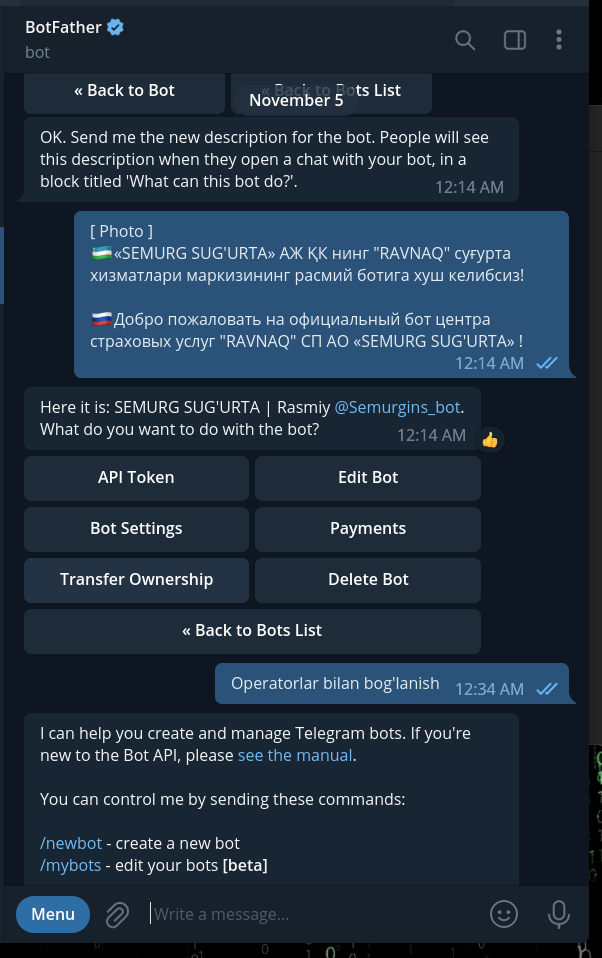 BotFather
bot
« Back to Bot
« Back to Bots List
November 5
OK. Send me the new description for the bot. People will see
this description when they open a chat with your bot, in a
block titled 'What can this bot do?'.
12:14 AM
[ Photo ]
🇺🇿«SEMURG SUG'URTA» АЖ ҚК нинг "RAVNAQ" суғурта
хизматлари маркизининг расмий ботига хуш келибсиз!
🇷🇺Добро пожаловать на официальный бот центра
страховых услуг "RAVNAQ" СП АО «SEMURG SUG'URTA» !
12:14 AM
Here it is: SEMURG SUG'URTA | Rasmiy @Semurgins_bot.
What do you want to do with the bot?
12:14 AM
API Token
Edit Bot
Bot Settings
Payments
Transfer Ownership
Delete Bot
« Back to Bots List
Operatorlar bilan bog'lanish
12:34 AM
I can help you create and manage Telegram bots. If you're
new to the Bot API, please see the manual.
You can control me by sending these commands:
/newbot - create a new bot
/mybots - edit your bots [beta]
Menu
Write a message...